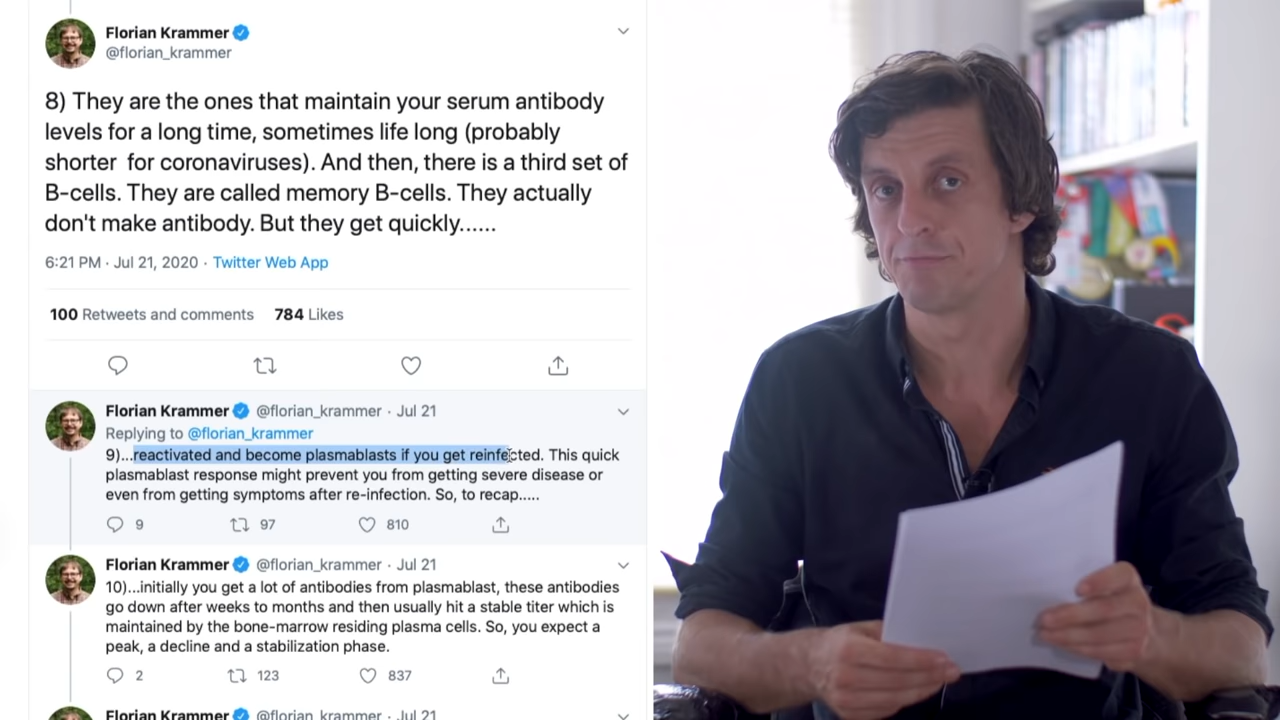 Florian Krammer
@florian_krammer
8) They are the ones that maintain your serum antibody
levels for a long time, sometimes life long (probably
shorter for coronaviruses). And then, there is a third set of
B-cells. They are called memory B-cells. They actually
don't make antibody. But they get quickly......
6:21 PM · Jul 21, 2020 · Twitter Web App
100 Retweets and comments 784 Likes
Florian Krammer @florian_krammer · Jul 21
Replying to @florian_krammer
9)...reactivated and become plasmablasts if you get reinfected. This quick
plasmablast response might prevent you from getting severe disease or
even from getting symptoms after re-infection. So, to recap.....
9 97 810
Florian Krammer @florian_krammer · Jul 21
10)...initially you get a lot of antibodies from plasmablast, these antibodies
go down after weeks to months and then usually hit a stable titer which is
maintained by the bone-marrow residing plasma cells. So, you expect a
peak, a decline and a stabilization phase.
2 123 837
Florian Krammer @florian_krammer · Jul 21